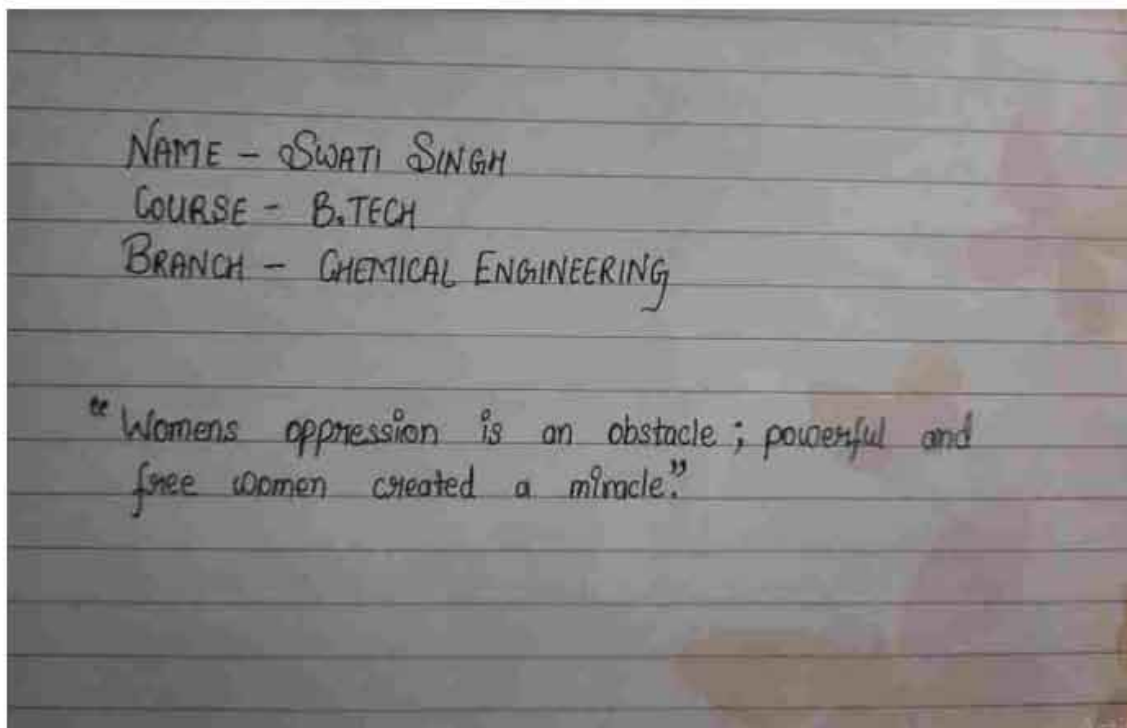 NAME - SWATI SINGH
COURSE - B.TECH
BRANCH - CHEMICAL ENGINEERING
"Womens oppression is an obstacle; powerful and
free women created a miracle."